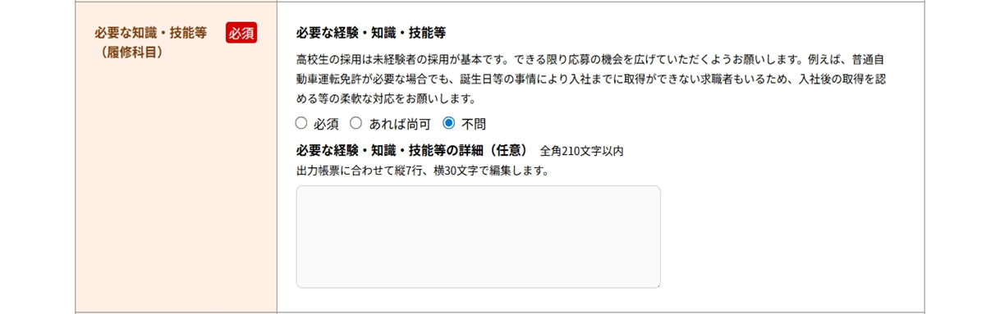 必要な知識・技能等
（履修科目）
必須
必要な経験・知識・技能等
高校生の採用は未経験者の採用が基本です。できる限り応募の機会を広げていただくようお願いします。例えば、普通自
動車運転免許が必要な場合でも、誕生日等の事情により入社までに取得ができない求職者もいるため、入社後の取得を認
める等の柔軟な対応をお願いします。
必須 あれば尚可 不問
必要な経験・知識・技能等の詳細（任意） 全角210文字以内
出力帳票に合わせて縦7行、横30文字で編集します。